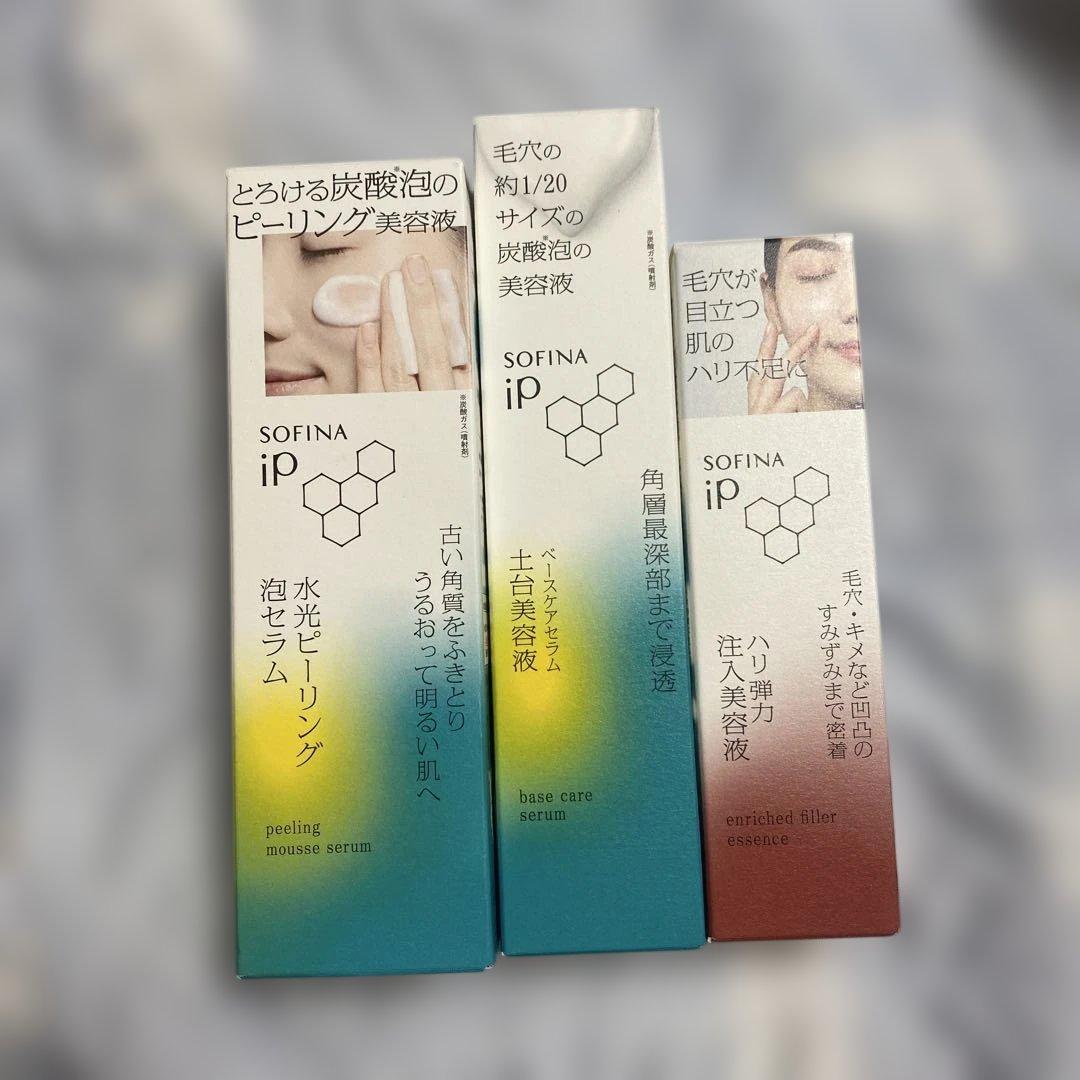 とろける炭酸※泡の
ピーリング美容液
※炭酸ガス（噴射剤）
SOFINA
iP
古い角質をふきとり
うるおって明るい肌へ
水光ピーリング
泡セラム
peeling
mousse serum
毛穴の
約1/20
サイズの
炭酸※泡の
美容液
※炭酸ガス（噴射剤）
SOFINA
iP
角層最深部まで浸透
ベースケアセラム
土台美容液
base care
serum
毛穴が
目立つ
肌の
ハリ不足に
SOFINA
iP
毛穴・キメなど凹凸の
すみずみまで密着
ハリ弾力
注入美容液
enriched filler
essence